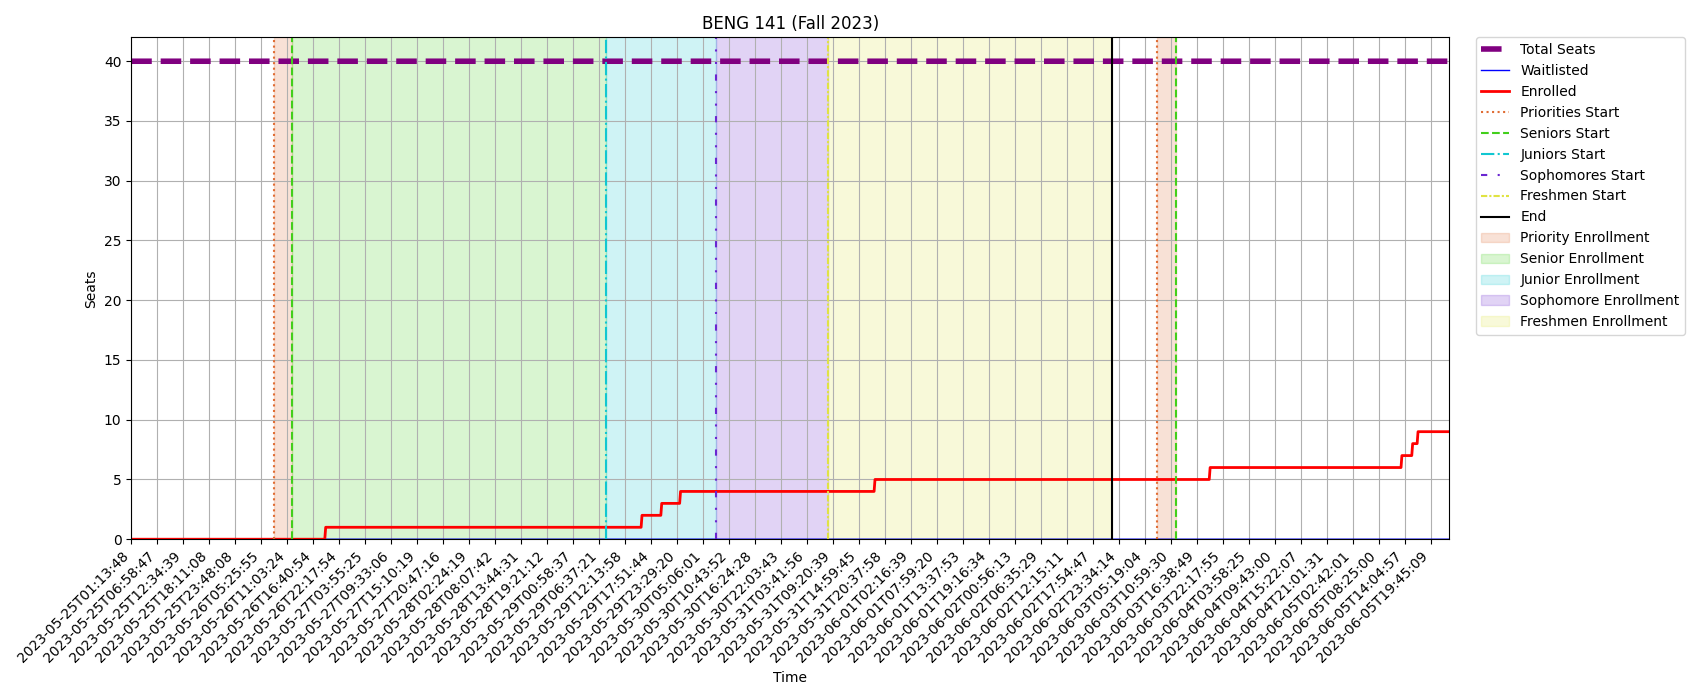 BENG 141 (Fall 2023)
Seats
40
35
30
25
20
15
10
5
0
2023-05-25T01:13:48
2023-05-25T06:58:47
2023-05-25T12:34:39
2023-05-25T18:11:08
2023-05-25T23:48:08
2023-05-26T05:25:55
2023-05-26T11:03:24
2023-05-26T16:40:54
2023-05-26T22:17:54
2023-05-27T03:55:25
2023-05-27T09:33:06
2023-05-27T15:10:19
2023-05-27T20:47:16
2023-05-28T02:24:19
2023-05-28T08:07:42
2023-05-28T13:44:31
2023-05-28T19:21:12
2023-05-29T00:58:37
2023-05-29T06:37:21
2023-05-29T12:13:58
2023-05-29T17:51:44
2023-05-29T23:29:20
2023-05-30T05:06:01
2023-05-30T10:43:52
2023-05-30T16:24:28
2023-05-30T22:03:43
2023-05-31T03:41:56
2023-05-31T09:20:39
2023-05-31T14:59:45
2023-05-31T20:37:58
2023-06-01T02:16:39
2023-06-01T07:59:20
2023-06-01T13:37:53
2023-06-01T19:16:34
2023-06-02T00:56:13
2023-06-02T06:35:29
2023-06-02T12:15:11
2023-06-02T17:54:47
2023-06-02T23:34:14
2023-06-03T05:19:04
2023-06-03T10:59:30
2023-06-03T16:38:49
2023-06-03T22:17:55
2023-06-04T03:58:25
2023-06-04T09:43:00
2023-06-04T15:22:07
2023-06-04T21:01:31
2023-06-05T02:42:01
2023-06-05T08:25:00
2023-06-05T14:04:57
2023-06-05T19:45:09
Time
Total Seats
Waitlisted
Enrolled
Priorities Start
Seniors Start
Juniors Start
Sophomores Start
Freshmen Start
End
Priority Enrollment
Senior Enrollment
Junior Enrollment
Sophomore Enrollment
Freshmen Enrollment